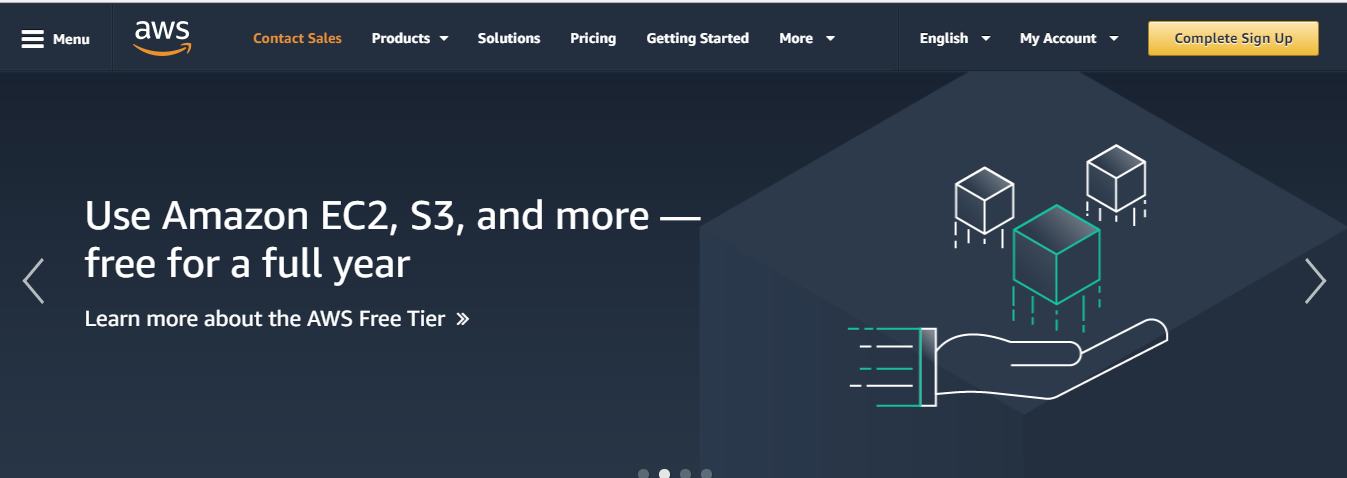 Menu
aws
Contact Sales
Products
Solutions
Pricing
Getting Started
More
English
My Account
Complete Sign Up
Use Amazon EC2, S3, and more —
free for a full year
Learn more about the AWS Free Tier »